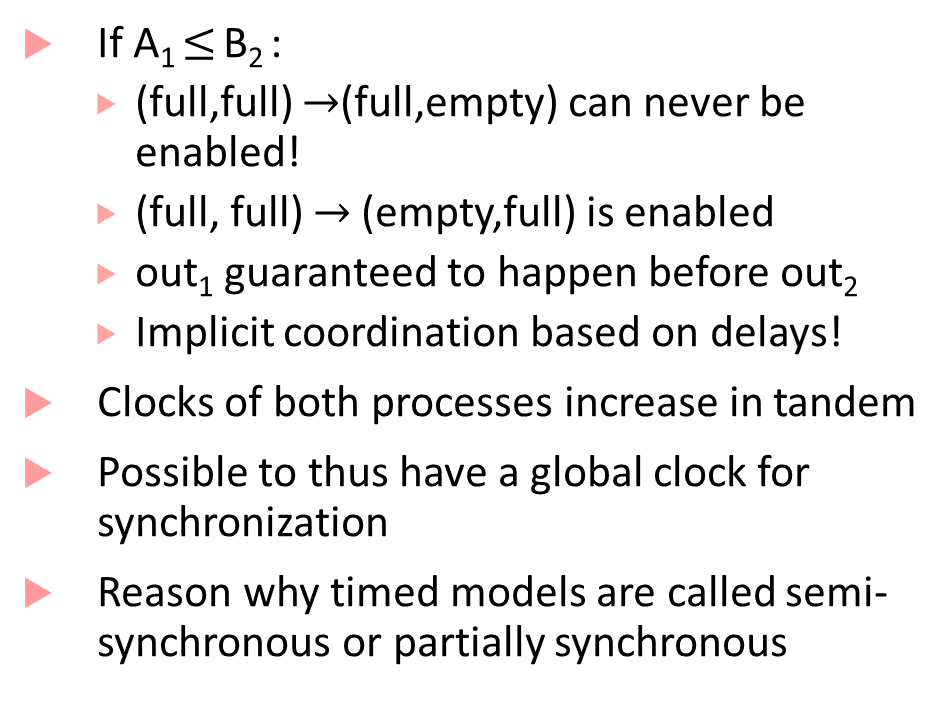 If A₁ ≤ B₂ :
(full,full) →(full,empty) can never be
enabled!
(full, full) → (empty,full) is enabled
out₁ guaranteed to happen before out₂
Implicit coordination based on delays!
Clocks of both processes increase in tandem
Possible to thus have a global clock for
synchronization
Reason why timed models are called semi-
synchronous or partially synchronous